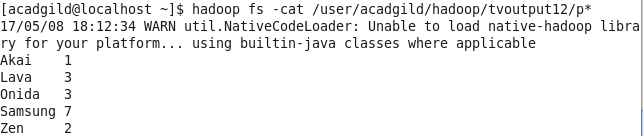 [acadgild@localhost ~]$ hadoop fs -cat /user/acadgild/hadoop/tvoutput12/p*
17/05/08 18:12:34 WARN util.NativeCodeLoader: Unable to load native-hadoop libra
ry for your platform... using builtin-java classes where applicable
Akai    1
Lava    3
Onida   3
Samsung 7
Zen     2